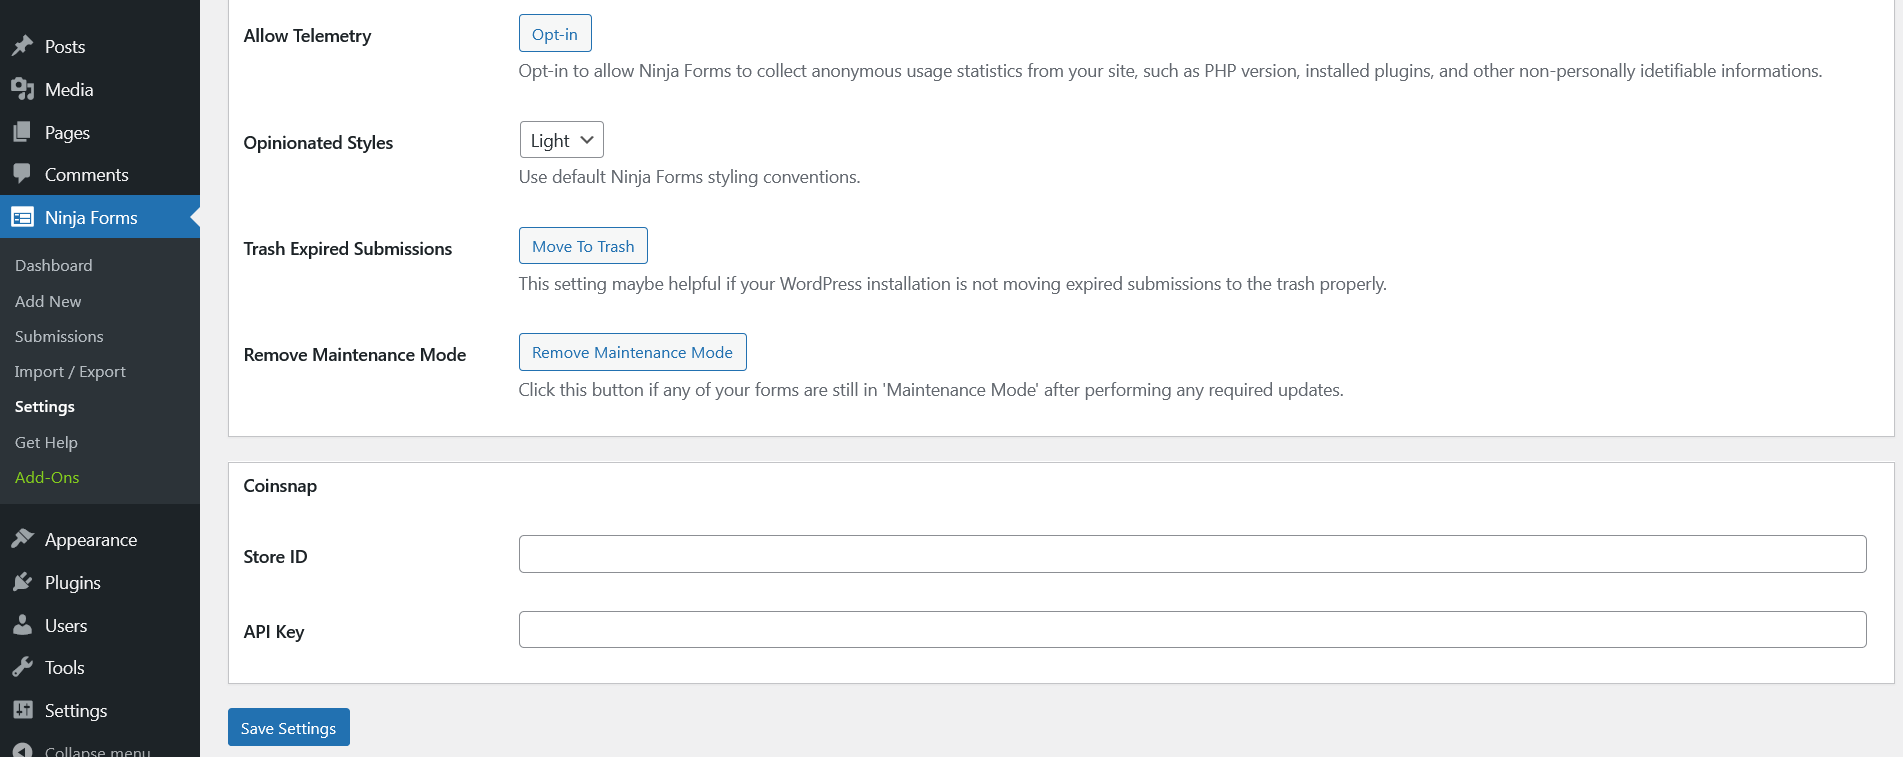 Posts
Media
Pages
Comments
Ninja Forms
Dashboard
Add New
Submissions
Import / Export
Settings
Get Help
Add-Ons
Appearance
Plugins
Users
Tools
Settings
Collapse menu
Allow Telemetry
Opt-in
Opt-in to allow Ninja Forms to collect anonymous usage statistics from your site, such as PHP version, installed plugins, and other non-personally idetifiable informations.
Opinionated Styles
Light
Use default Ninja Forms styling conventions.
Trash Expired Submissions
Move To Trash
This setting maybe helpful if your WordPress installation is not moving expired submissions to the trash properly.
Remove Maintenance Mode
Remove Maintenance Mode
Click this button if any of your forms are still in 'Maintenance Mode' after performing any required updates.
Coinsnap
Store ID
API Key
Save Settings